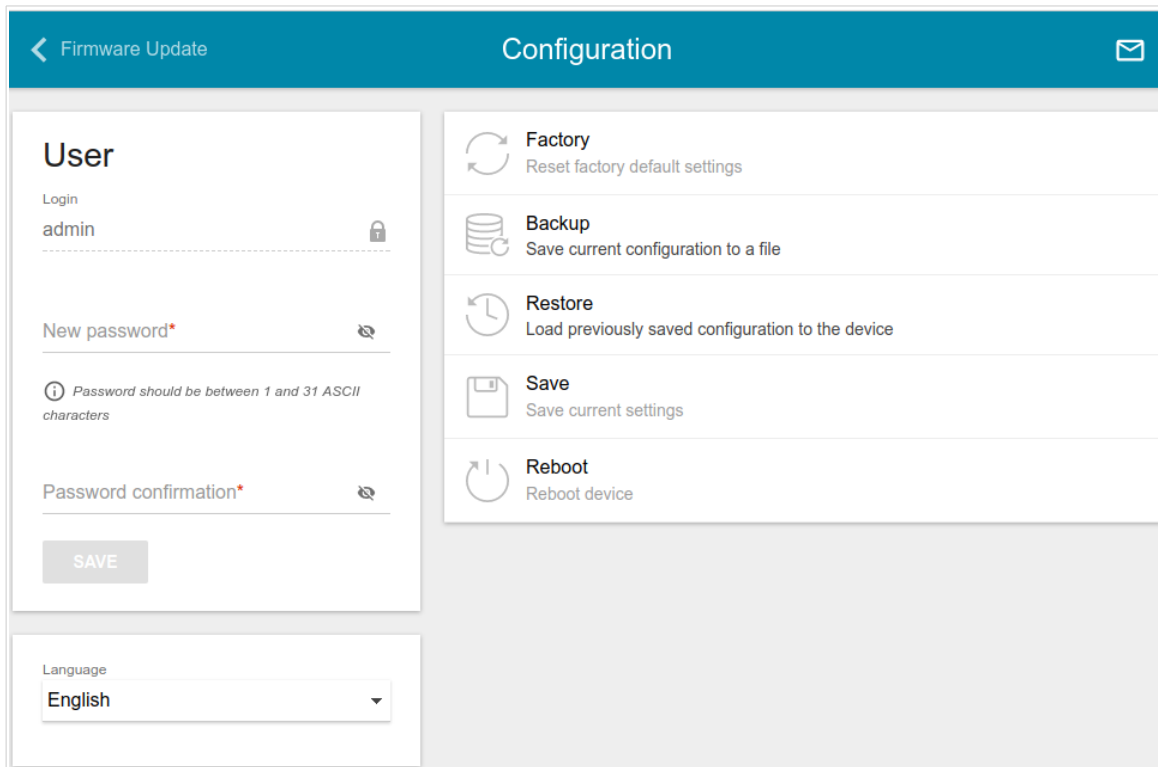 Firmware Update
Configuration
User
Login
admin
New password*
Password should be between 1 and 31 ASCII
characters
Password confirmation*
SAVE
Language
English
Factory
Reset factory default settings
Backup
Save current configuration to a file
Restore
Load previously saved configuration to the device
Save
Save current settings
Reboot
Reboot device